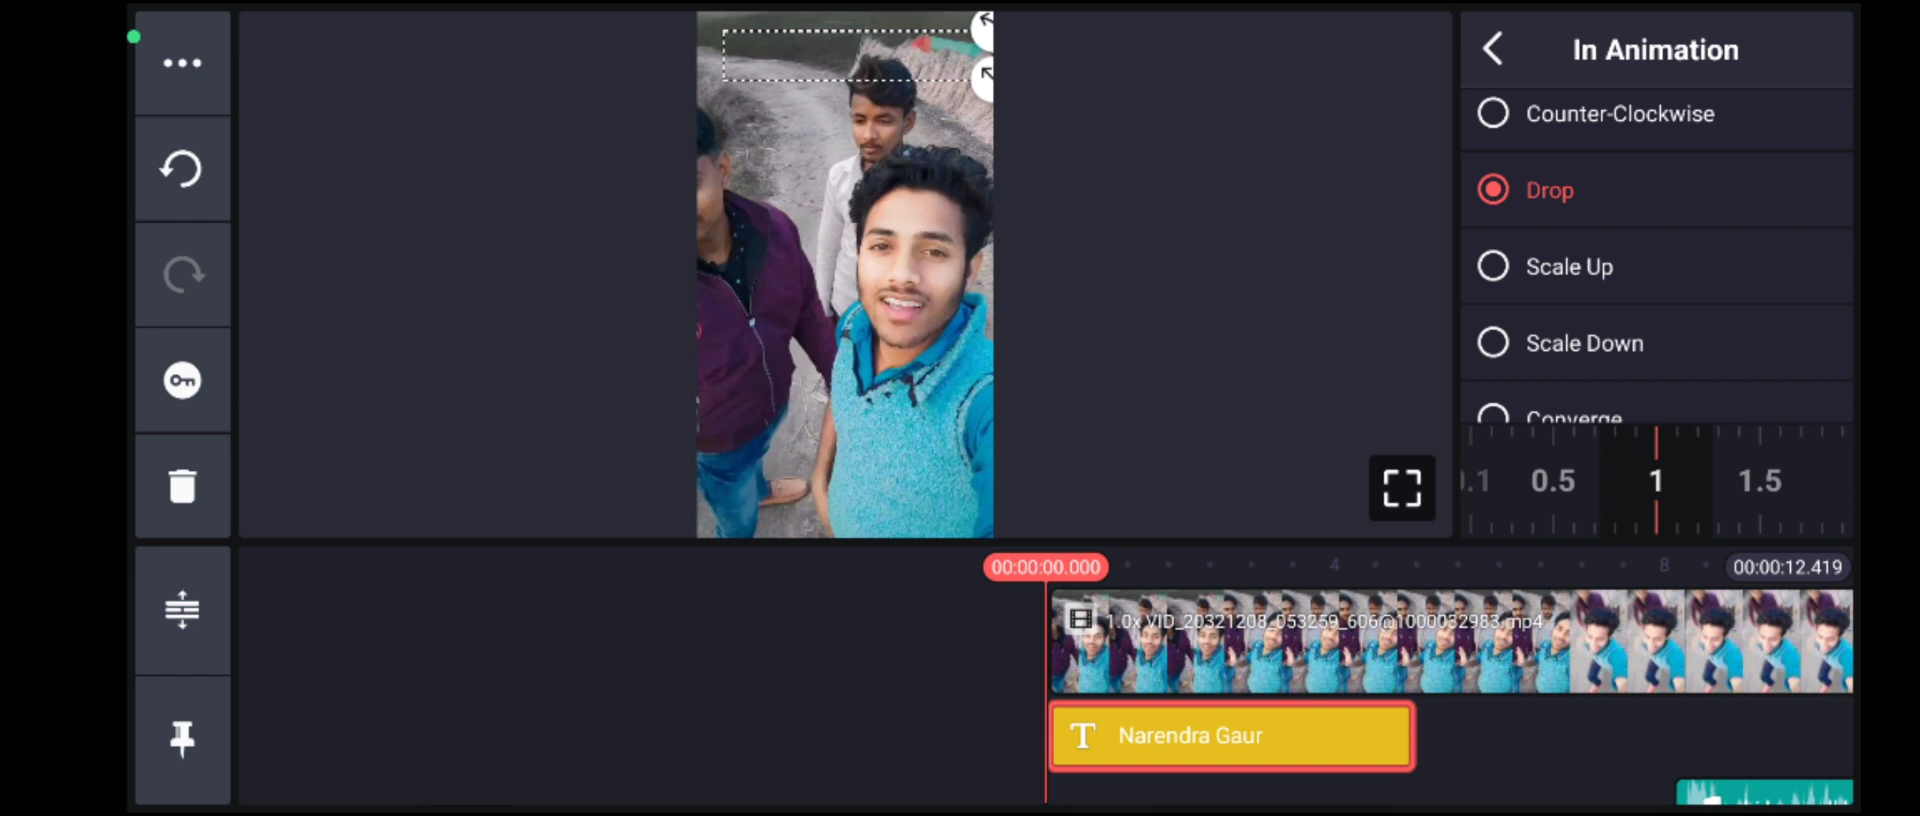 In Animation
Counter-Clockwise
Drop
Scale Up
Scale Down
Converge
0.5 1 1.5
00:00:00.000 4 8 00:00:12.419
1.0x VID_20321208_053259_606@1000032983.mp4
T Narendra Gaur